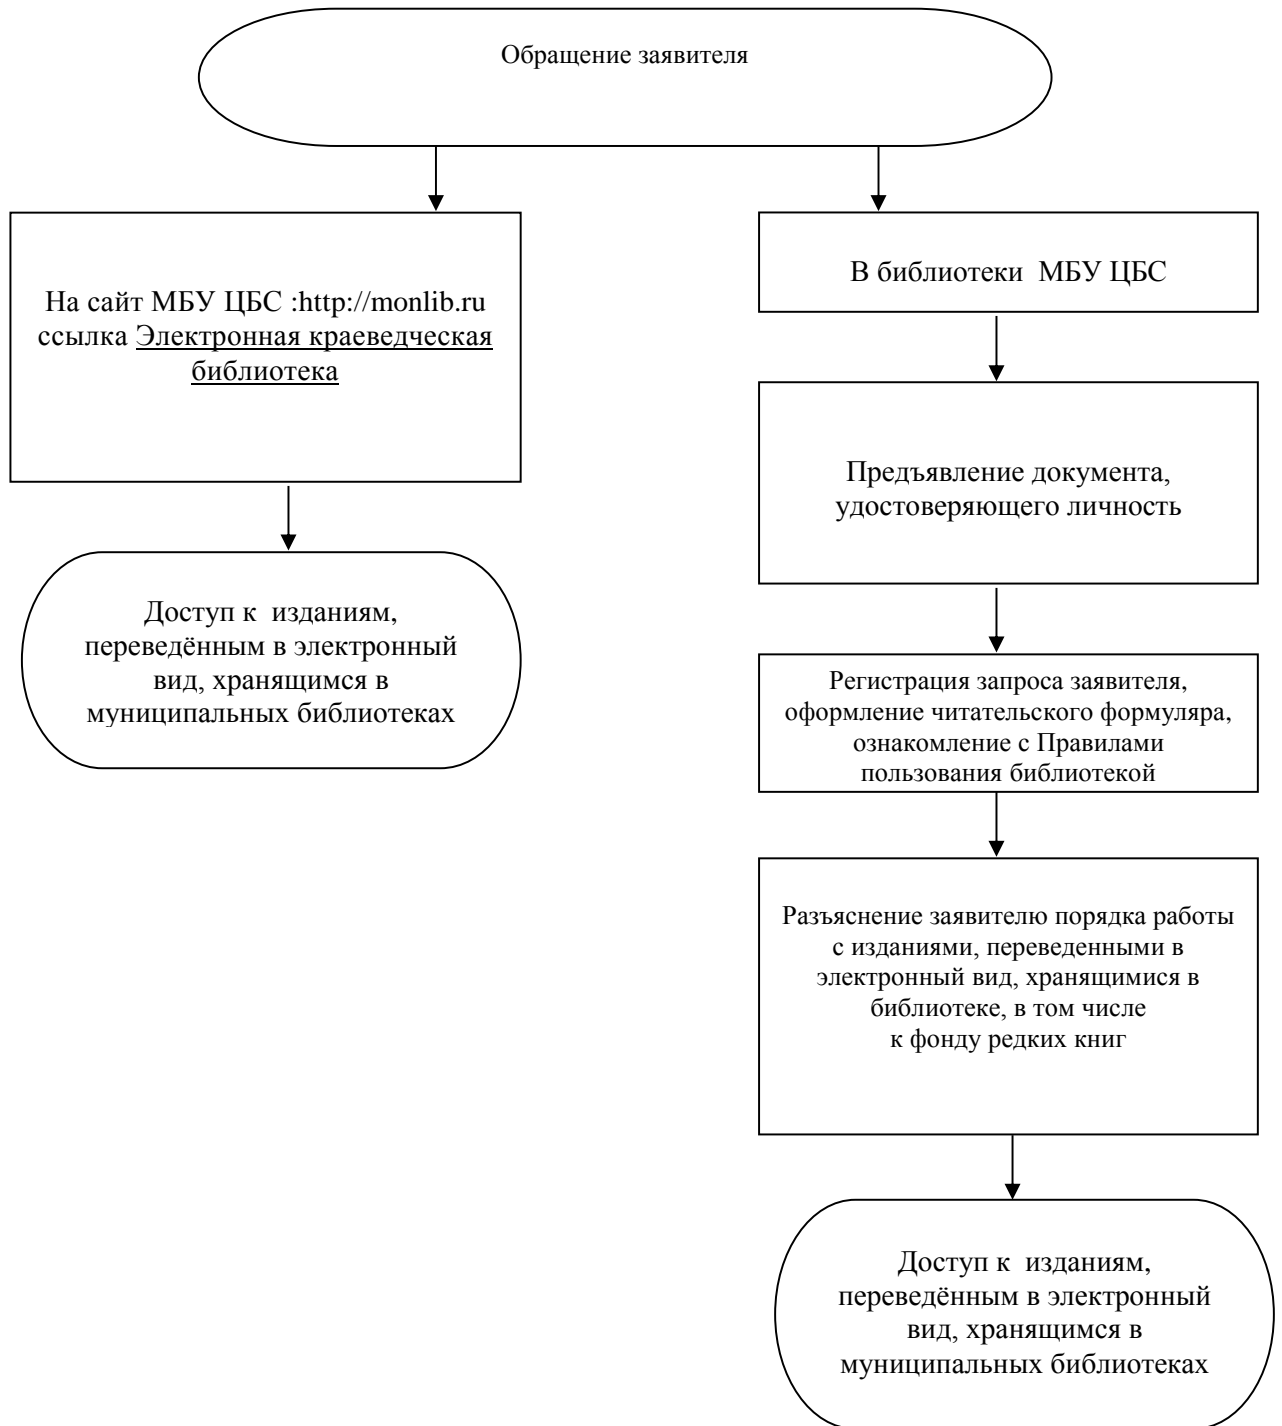 Обращение заявителя
На сайт МБУ ЦБС :http://monlib.ru
ссылка Электронная краеведческая
библиотека
Доступ к изданиям,
переведённым в электронный
вид, хранящимся в
муниципальных библиотеках
В библиотеки МБУ ЦБС
Предъявление документа,
удостоверяющего личность
Регистрация запроса заявителя,
оформление читательского формуляра,
ознакомление с Правилами
пользования библиотекой
Разъяснение заявителю порядка работы
с изданиями, переведенными в
электронный вид, хранящимися в
библиотеке, в том числе
к фонду редких книг
Доступ к изданиям,
переведённым в электронный
вид, хранящимся в
муниципальных библиотеках